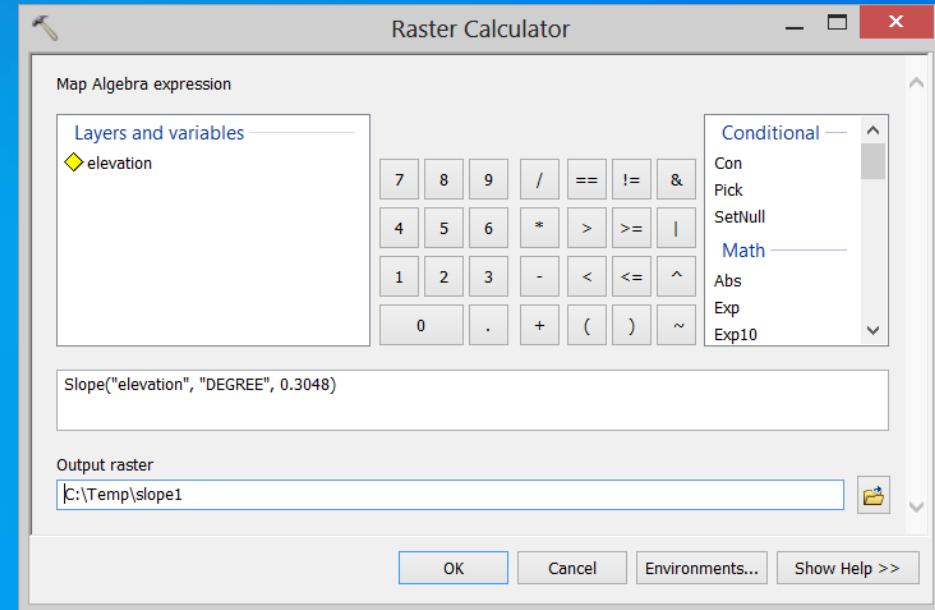 Raster Calculator
Map Algebra expression
Layers and variables
elevation
7 8 9 / == != &
4 5 6 * > >= |
1 2 3 - < <= ^
0 . + ( ) ~
Conditional
Con
Pick
SetNull
Math
Abs
Exp
Exp10
Slope("elevation", "DEGREE", 0.3048)
Output raster
C:\Temp\slope1
OK Cancel Environments... Show Help >>